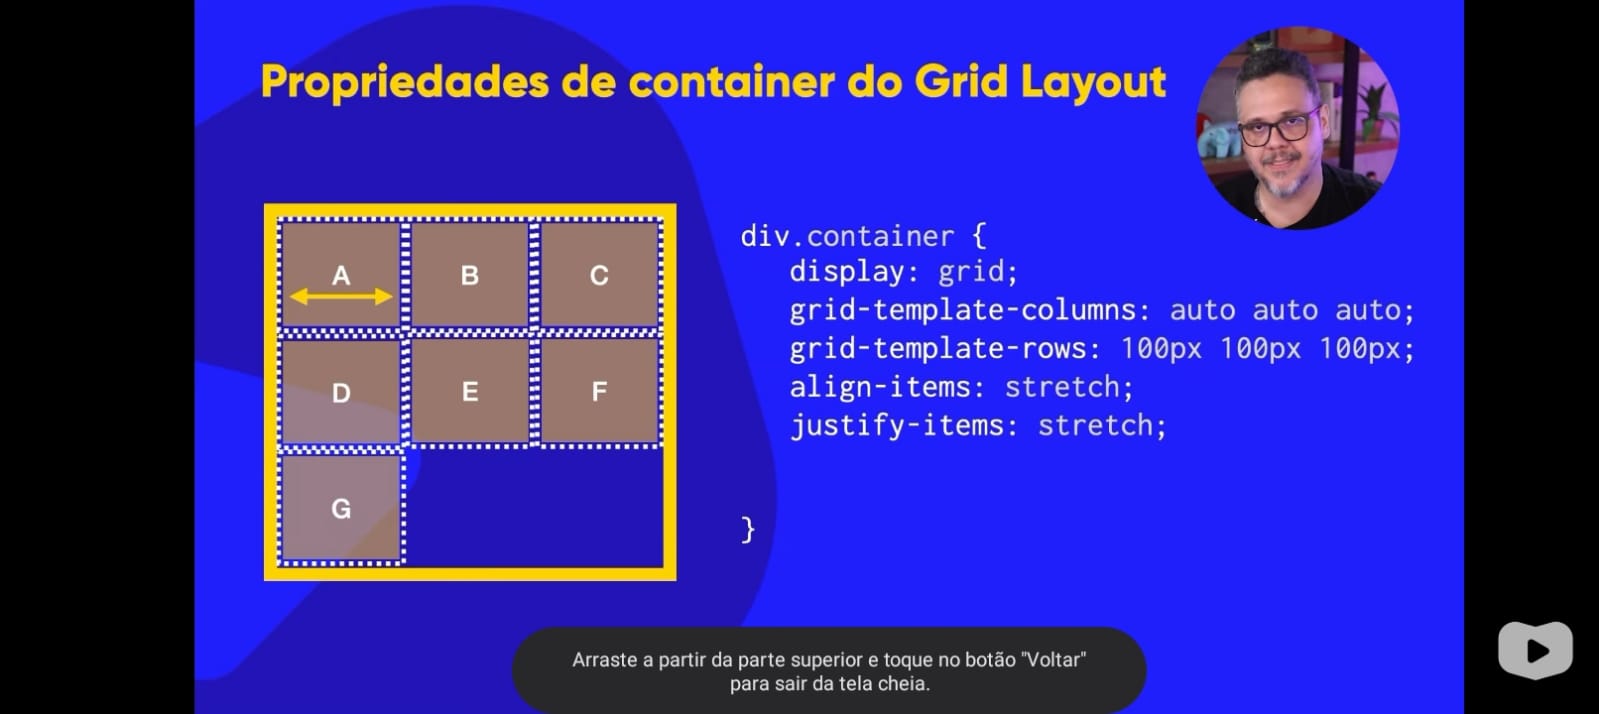 Propriedades de container do Grid Layout
A
B
C
D
E
F
G
div.container {
display: grid;
grid-template-columns: auto auto auto;
grid-template-rows: 100px 100px 100px;
align-items: stretch;
justify-items: stretch;
}
Arraste a partir da parte superior e toque no botão "Voltar"
para sair da tela cheia.